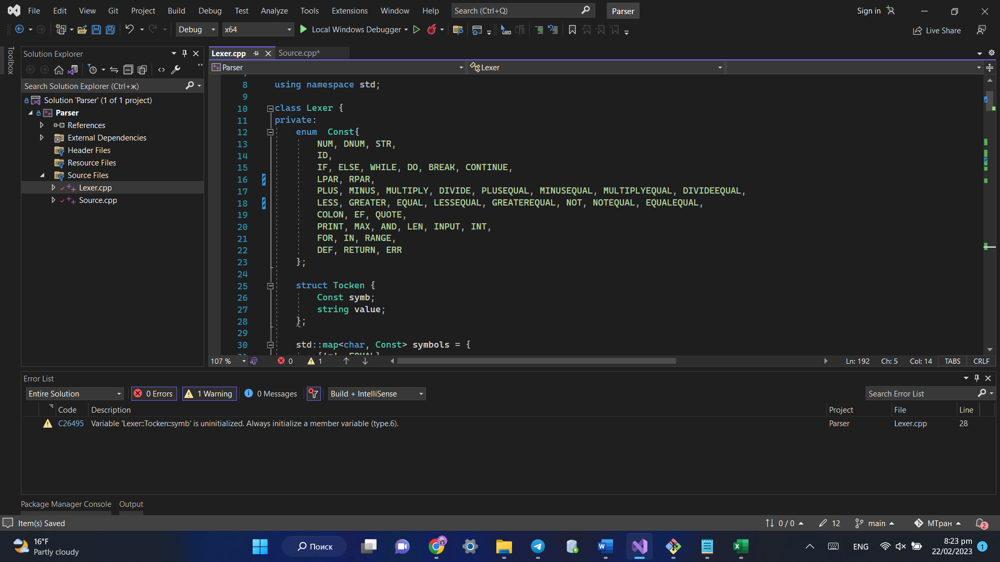 File Edit View Git Project Build Debug Test Analyze Tools Extensions Window Help Search (Ctrl+Q) Parser Sign in
Debug x64 Local Windows Debugger Live Share
Toolbox
Solution Explorer
Search Solution Explorer (Ctrl+ж)
Solution 'Parser' (1 of 1 project)
Parser
References
External Dependencies
Header Files
Resource Files
Source Files
Lexer.cpp
Source.cpp
Lexer.cpp Source.cpp*
Parser Lexer
8 using namespace std;
9
10 class Lexer {
11 private:
12 enum Const{
13 NUM, DNUM, STR,
14 ID,
15 IF, ELSE, WHILE, DO, BREAK, CONTINUE,
16 LPAR, RPAR,
17 PLUS, MINUS, MULTIPLY, DIVIDE, PLUSEQUAL, MINUSEQUAL, MULTIPLYEQUAL, DIVIDEEQUAL,
18 LESS, GREATER, EQUAL, LESSEQUAL, GREATEREQUAL, NOT, NOTEQUAL, EQUALEQUAL,
19 COLON, EF, QUOTE,
20 PRINT, MAX, AND, LEN, INPUT, INT,
21 FOR, IN, RANGE,
22 DEF, RETURN, ERR
23 };
24
25 struct Tocken {
26 Const symb;
27 string value;
28 };
29
30 std::map<char, Const> symbols = {
107 % 0 1 Ln: 192 Ch: 5 Col: 14 TABS CRLF
Error List
Entire Solution 0 Errors 1 Warning 0 Messages Build + IntelliSense Search Error List
Code Description Project File Line
C26495 Variable 'Lexer::Tocken::symb' is uninitialized. Always initialize a member variable (type.6). Parser Lexer.cpp 28
Package Manager Console Output
Item(s) Saved 0 / 0 12 main МТран 2
16°F
Partly cloudy
Поиск
ENG
8:23 pm
22/02/2023
1